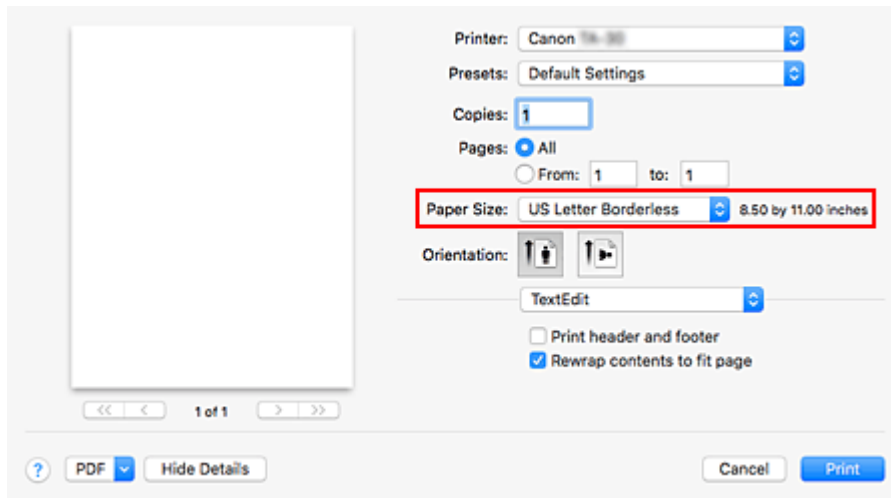 Printer: Canon
Presets: Default Settings
Copies: 1
Pages: All
From: 1 to: 1
Paper Size: US Letter Borderless 8.50 by 11.00 inches
Orientation:
TextEdit
Print header and footer
Rewrap contents to fit page
<< < 1 of 1 > >>
? PDF Hide Details Cancel Print